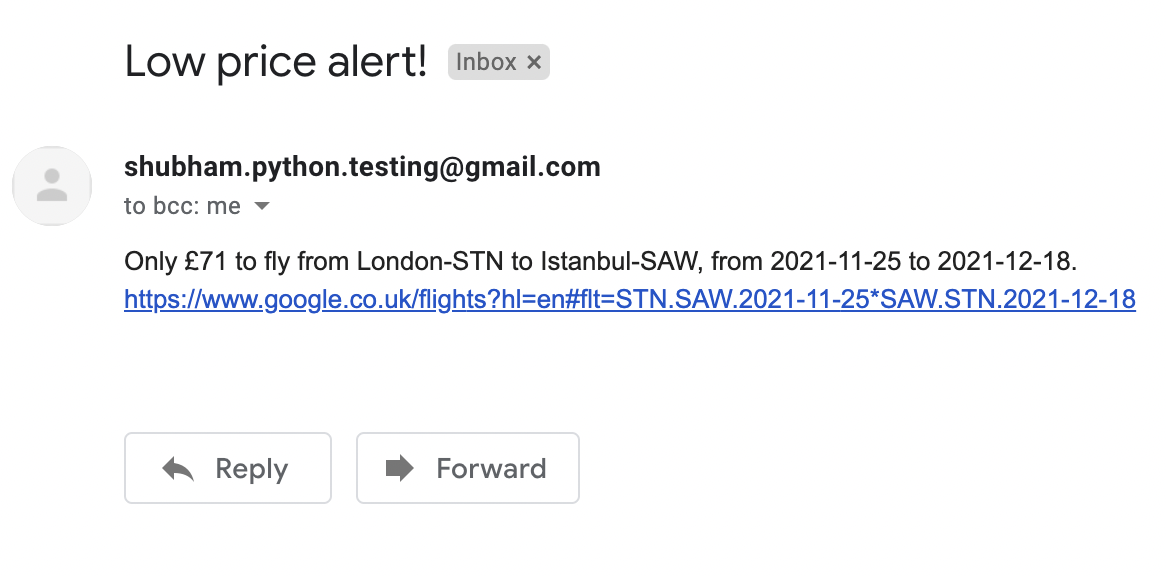 Low price alert! Inbox ×
shubham.python.testing@gmail.com
to bcc: me
Only £71 to fly from London-STN to Istanbul-SAW, from 2021-11-25 to 2021-12-18.
https://www.google.co.uk/flights?hl=en#flt=STN.SAW.2021-11-25*SAW.STN.2021-12-18
Reply Forward